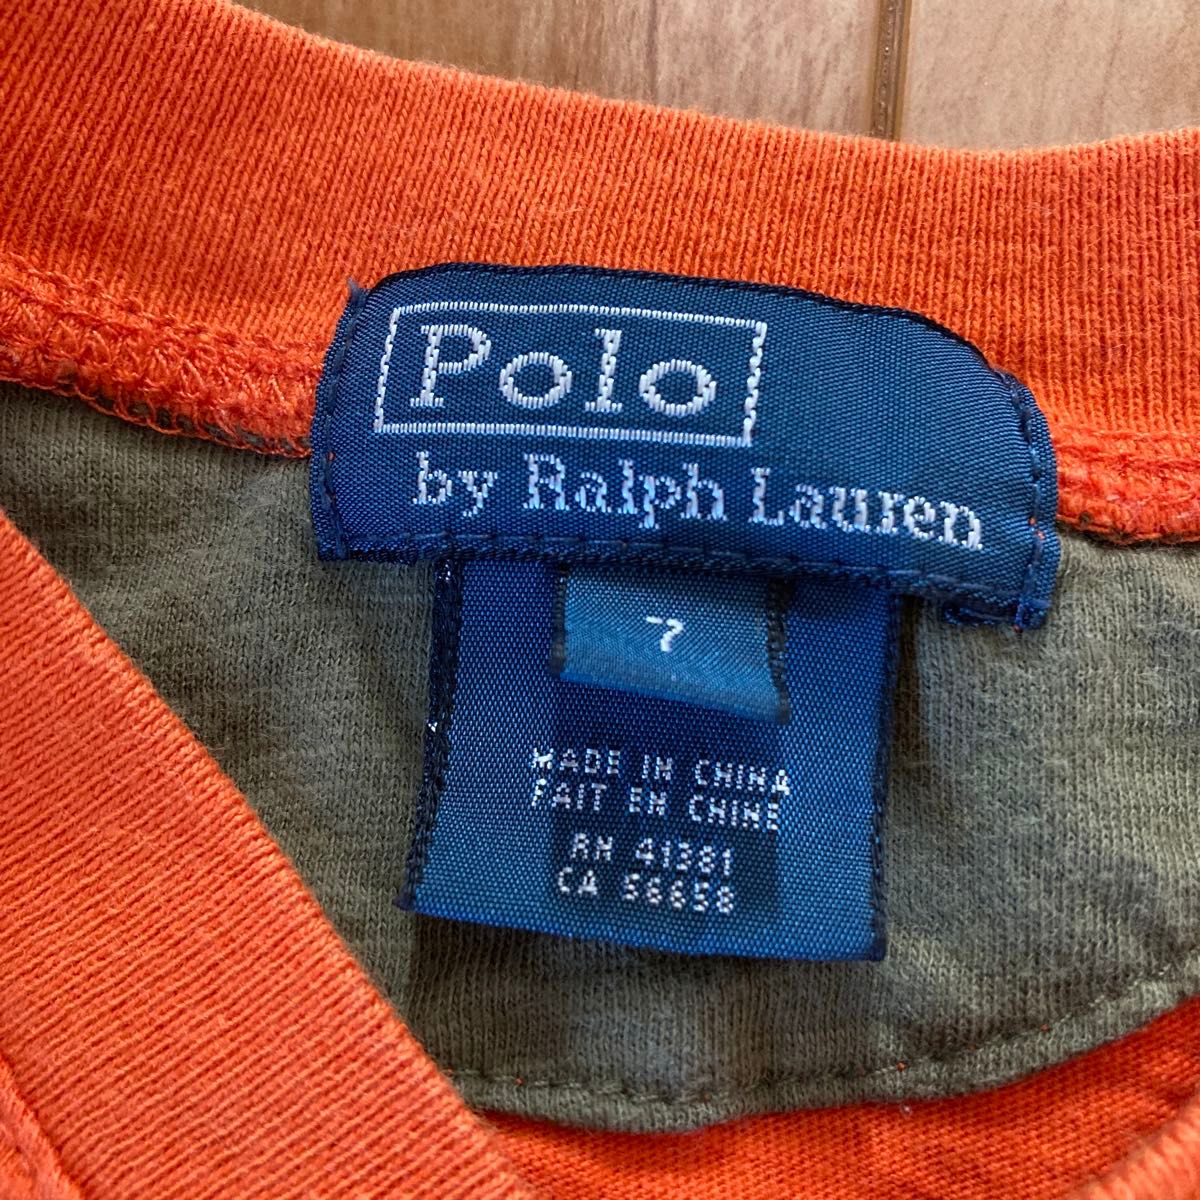 Polo
by Ralph Lauren
7
MADE IN CHINA
FAIT EN CHINE
RN 41381
CA 56658